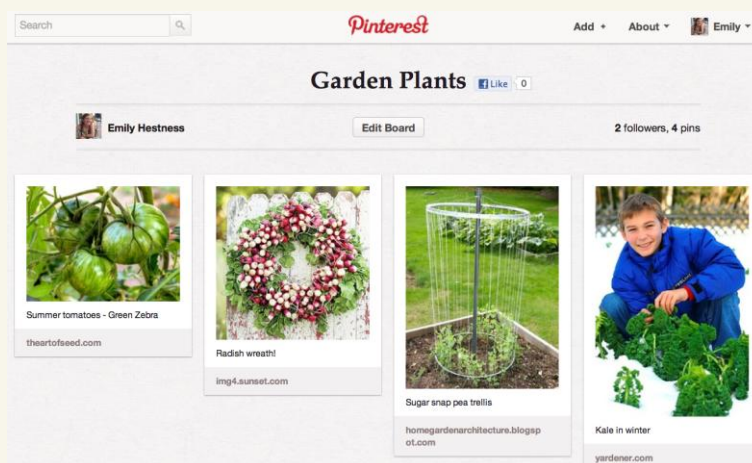 Search
Pinterest
Add +
About
Emily
Garden Plants
Like
0
Emily Hestness
Edit Board
2 followers, 4 pins
Summer tomatoes - Green Zebra
theartofseed.com
Radish wreath!
img4.sunset.com
Sugar snap pea trellis
homegardenarchitecture.blogsp
ot.com
Kale in winter
yardener.com